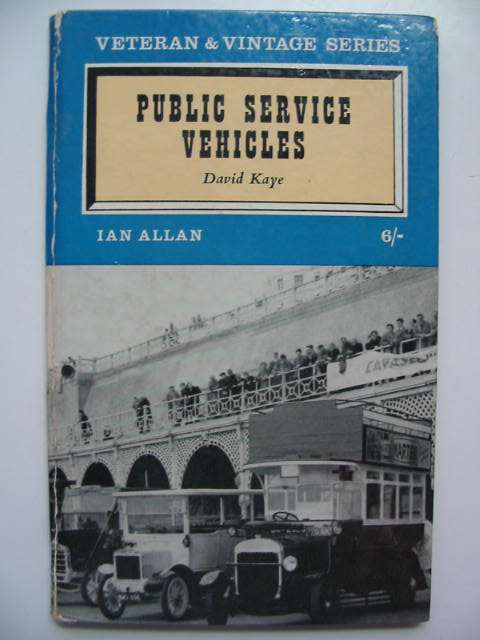 VETERAN & VINTAGE SERIES
PUBLIC SERVICE
VEHICLES
David Kaye
IAN ALLAN 6/-